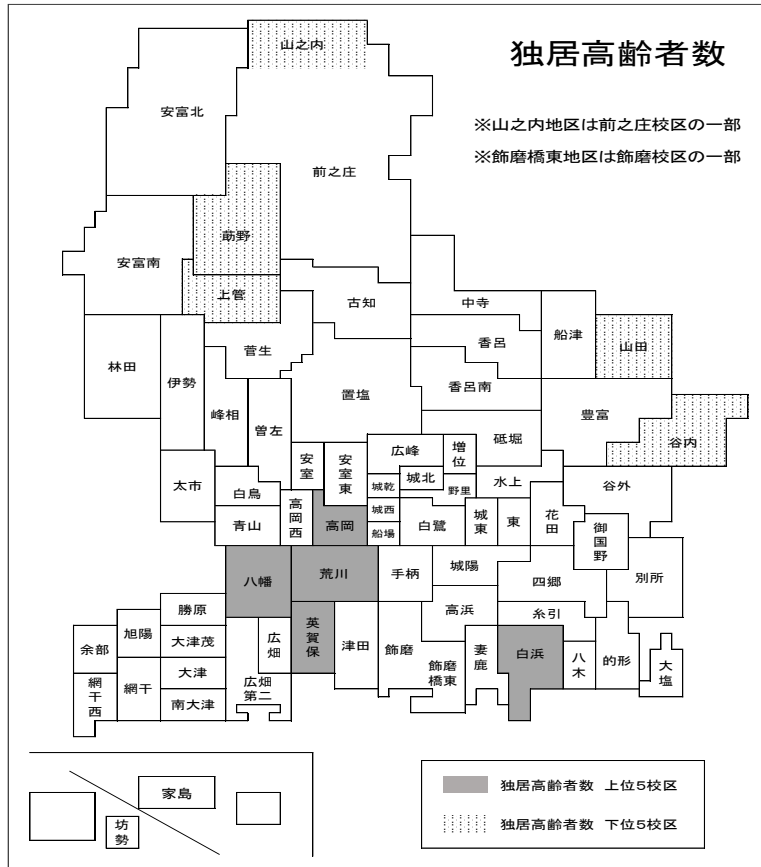 独居高齢者数
※山之内地区は前之庄校区の一部
※飾磨橋東地区は飾磨校区の一部
山之内
安富北
前之庄
莇野
安富南
上管
古知
中寺
船津
山田
香呂
菅生
林田
伊勢
香呂南
置塩
峰相
曽左
豊富
砥堀
谷内
広峰
増位
安室
安室東
太市
白鳥
城乾
城北
野里
水上
谷外
高岡西
高岡
城西
船場
白鷺
城東
東
花田
御国野
青山
八幡
荒川
手柄
城陽
四郷
別所
勝原
旭陽
大津茂
余部
広畑
英賀保
津田
飾磨
高浜
糸引
妻鹿
白浜
八木
的形
大塩
大津
網干
網干西
南大津
広畑第二
飾磨橋東
家島
坊勢
独居高齢者数 上位5校区
独居高齢者数 下位5校区